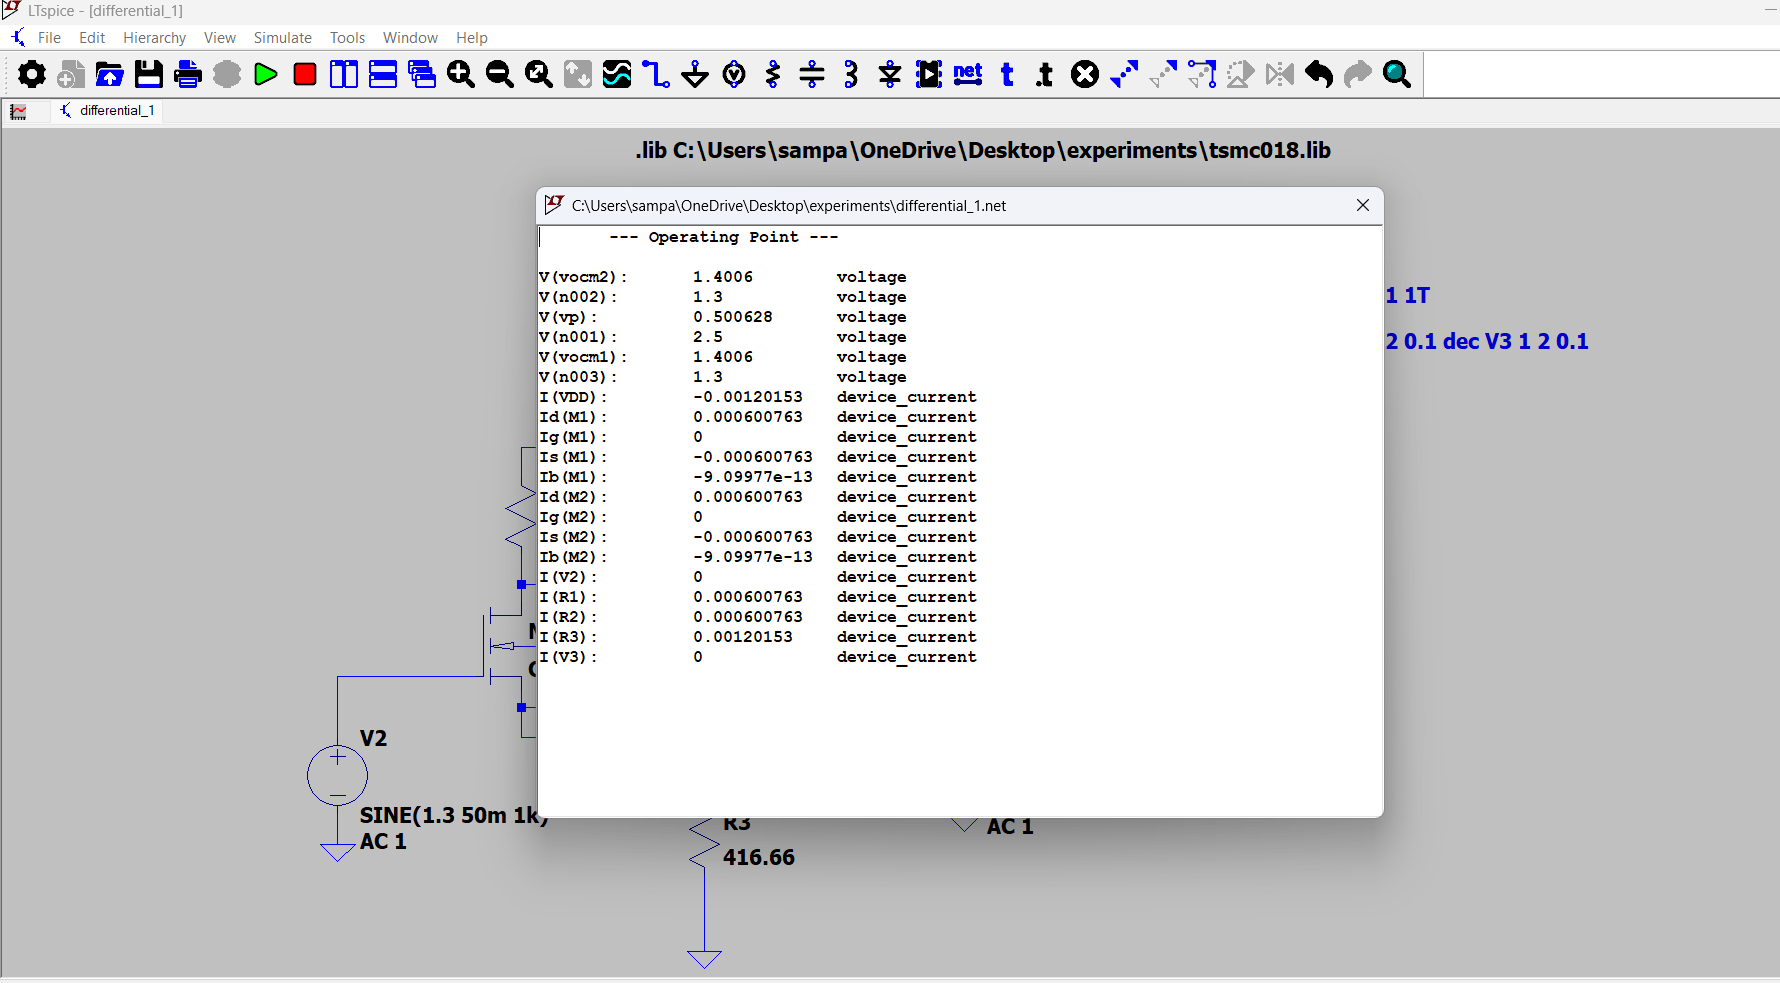 LTspice - [differential_1]
File Edit Hierarchy View Simulate Tools Window Help
net t .t
differential_1
.lib C:\Users\sampa\OneDrive\Desktop\experiments\tsmc018.lib
C:\Users\sampa\OneDrive\Desktop\experiments\differential_1.net
--- Operating Point ---
V(vocm2): 1.4006 voltage
V(n002): 1.3 voltage
V(vp): 0.500628 voltage
V(n001): 2.5 voltage
V(vocm1): 1.4006 voltage
V(n003): 1.3 voltage
I(VDD): -0.00120153 device_current
Id(M1): 0.000600763 device_current
Ig(M1): 0 device_current
Is(M1): -0.000600763 device_current
Ib(M1): -9.09977e-13 device_current
Id(M2): 0.000600763 device_current
Ig(M2): 0 device_current
Is(M2): -0.000600763 device_current
Ib(M2): -9.09977e-13 device_current
I(V2): 0 device_current
I(R1): 0.000600763 device_current
I(R2): 0.000600763 device_current
I(R3): 0.00120153 device_current
I(V3): 0 device_current
1 1T
2 0.1 dec V3 1 2 0.1
V2
SINE(1.3 50m 1k)
AC 1
R3
416.66
AC 1